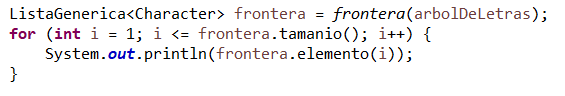 ListaGenerica<Character> frontera = frontera(arbolDeLetras);
for (int i = 1; i <= frontera.tamanio(); i++) {
    System.out.println(frontera.elemento(i));
}